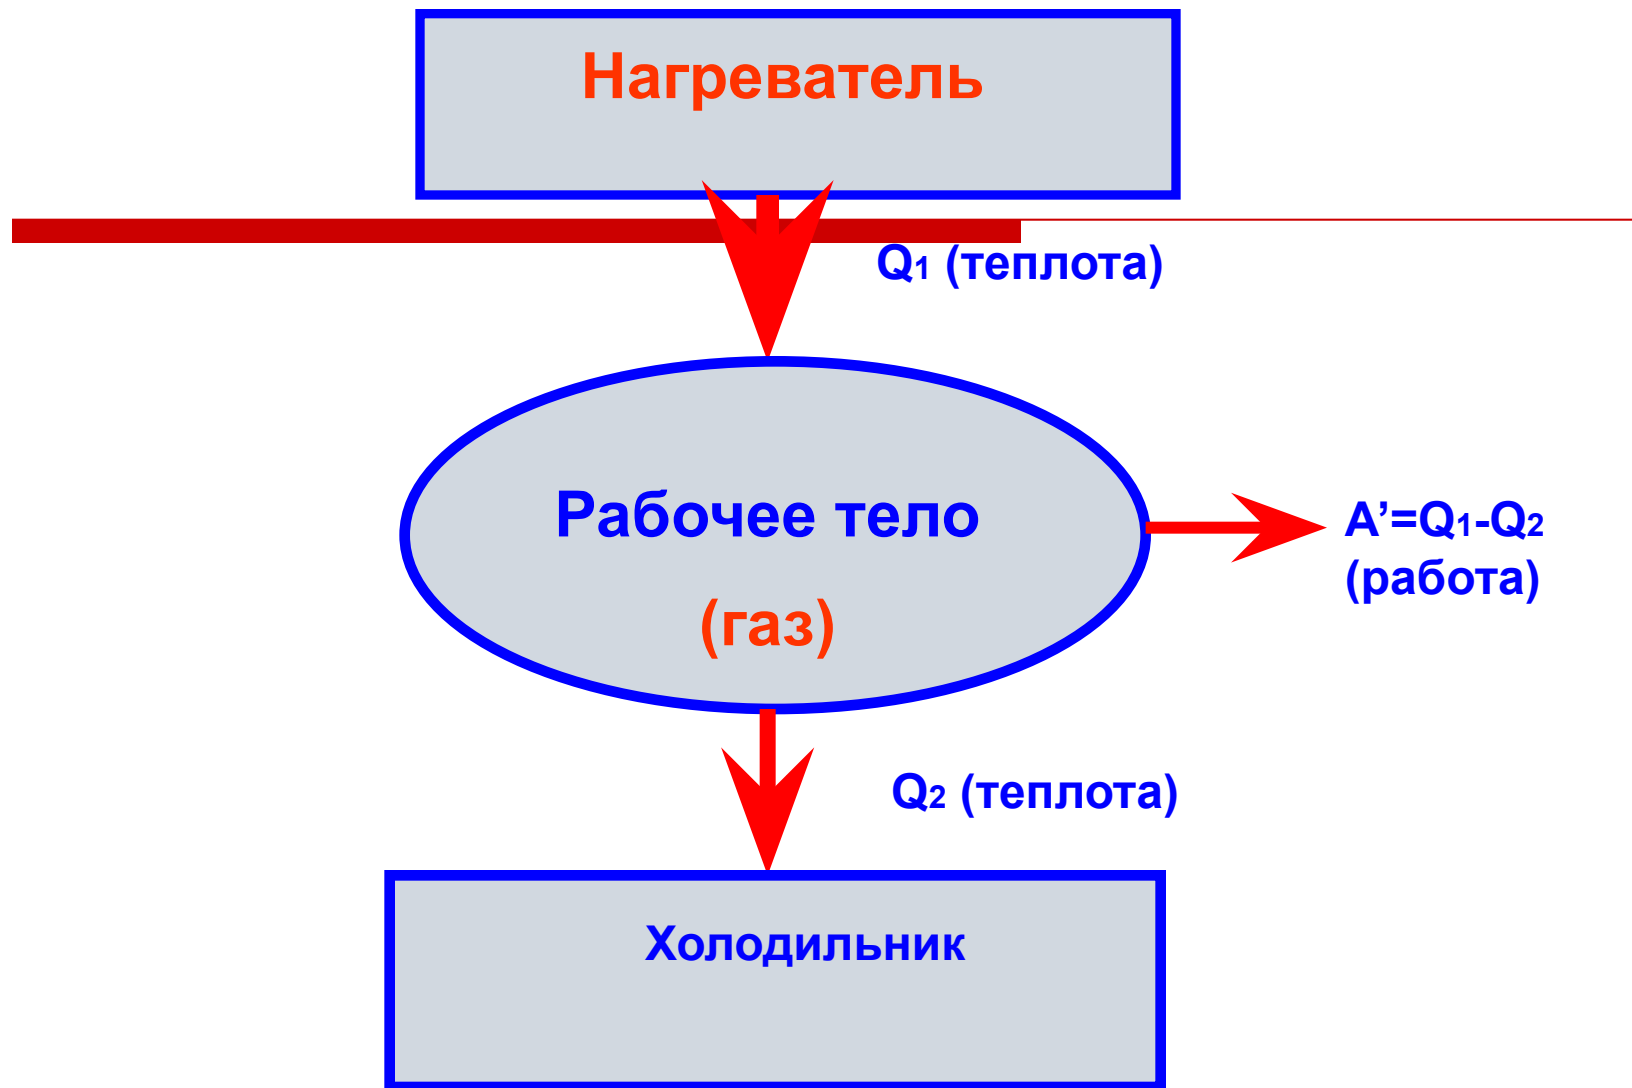 Нагреватель
Q₁ (теплота)
Рабочее тело
(газ)
A’=Q₁-Q₂
(работа)
Q₂ (теплота)
Холодильник